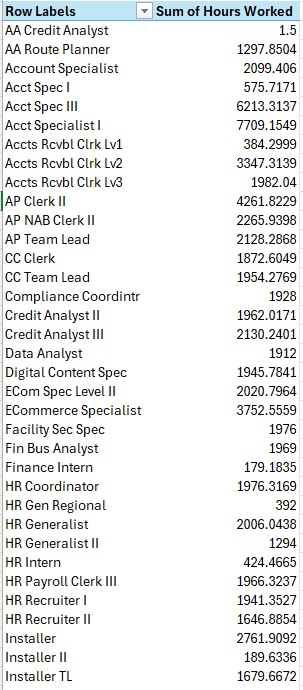 Row Labels Sum of Hours Worked
AA Credit Analyst 1.5
AA Route Planner 1297.8504
Account Specialist 2099.406
Acct Spec I 575.7171
Acct Spec III 6213.3137
Acct Specialist I 7709.1549
Accts Rcvbl Clrk Lv1 384.2999
Accts Rcvbl Clrk Lv2 3347.3139
Accts Rcvbl Clrk Lv3 1982.04
AP Clerk II 4261.8229
AP NAB Clerk II 2265.9398
AP Team Lead 2128.2868
CC Clerk 1872.6049
CC Team Lead 1954.2769
Compliance Coordintr 1928
Credit Analyst II 1962.0171
Credit Analyst III 2130.2401
Data Analyst 1912
Digital Content Spec 1945.7841
ECom Spec Level II 2020.7964
ECommerce Specialist 3752.5559
Facility Sec Spec 1976
Fin Bus Analyst 1969
Finance Intern 179.1835
HR Coordinator 1976.3169
HR Gen Regional 392
HR Generalist 2006.0438
HR Generalist II 1294
HR Intern 424.4665
HR Payroll Clerk III 1966.3237
HR Recruiter I 1941.3527
HR Recruiter II 1646.8854
Installer 2761.9092
Installer II 189.6336
Installer TL 1679.6672